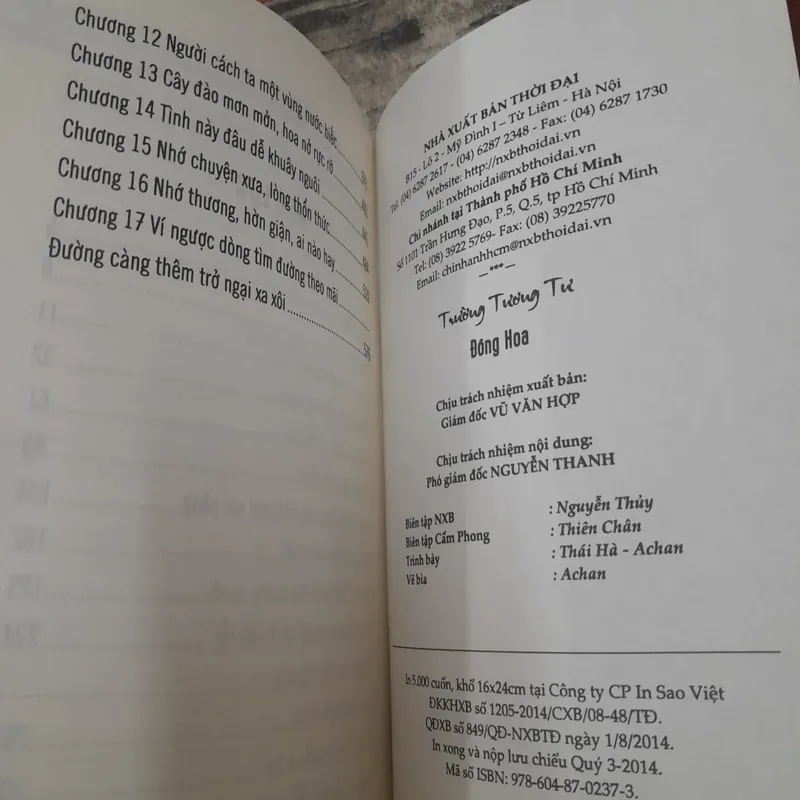 Chương 12 Người cách ta một vùng nước biếc
Chương 13 Cây đào mơn mởn, hoa nở rực rỡ
Chương 14 Tình này đâu dễ khuây nguôi
Chương 15 Nhớ chuyện xưa, lòng thổn thức
Chương 16 Nhớ thương, hờn giận, ai nào hay
Chương 17 Ví ngược dòng tìm đường theo mãi
Đường càng thêm trở ngại xa xôi............576
NHÀ XUẤT BẢN THỜI ĐẠI
B15 - Lô 2 - Mỹ Đình I - Từ Liêm - Hà Nội
Tel: (04) 6287 2617 - (04) 6287 2348 - Fax: (04) 6287 1730
Website: http://nxbthoidai.vn
Email: nxbthoidai@nxbthoidai.vn
Chi nhánh tại Thành phố Hồ Chí Minh
Số 1101 Trần Hưng Đạo, P.5, Q.5, tp Hồ Chí Minh
Tel: (08) 3922 5769- Fax: (08) 39225770
Email: chinhanhhcm@nxbthoidai.vn
—***—
Trường Tương Tư
Đồng Hoa
Chịu trách nhiệm xuất bản:
Giám đốc VŨ VĂN HỢP
Chịu trách nhiệm nội dung:
Phó giám đốc NGUYỄN THANH
Biên tập NXB : Nguyễn Thủy
Biên tập Cẩm Phong : Thiên Chân
Trình bày : Thái Hà - Achan
Vẽ bìa : Achan
In 5.000 cuốn, khổ 16x24cm tại Công ty CP In Sao Việt
ĐKKHXB số 1205-2014/CXB/08-48/TĐ.
QĐXB số 849/QĐ-NXBTĐ ngày 1/8/2014.
In xong và nộp lưu chiểu Quý 3-2014.
Mã số ISBN: 978-604-87-0237-3.